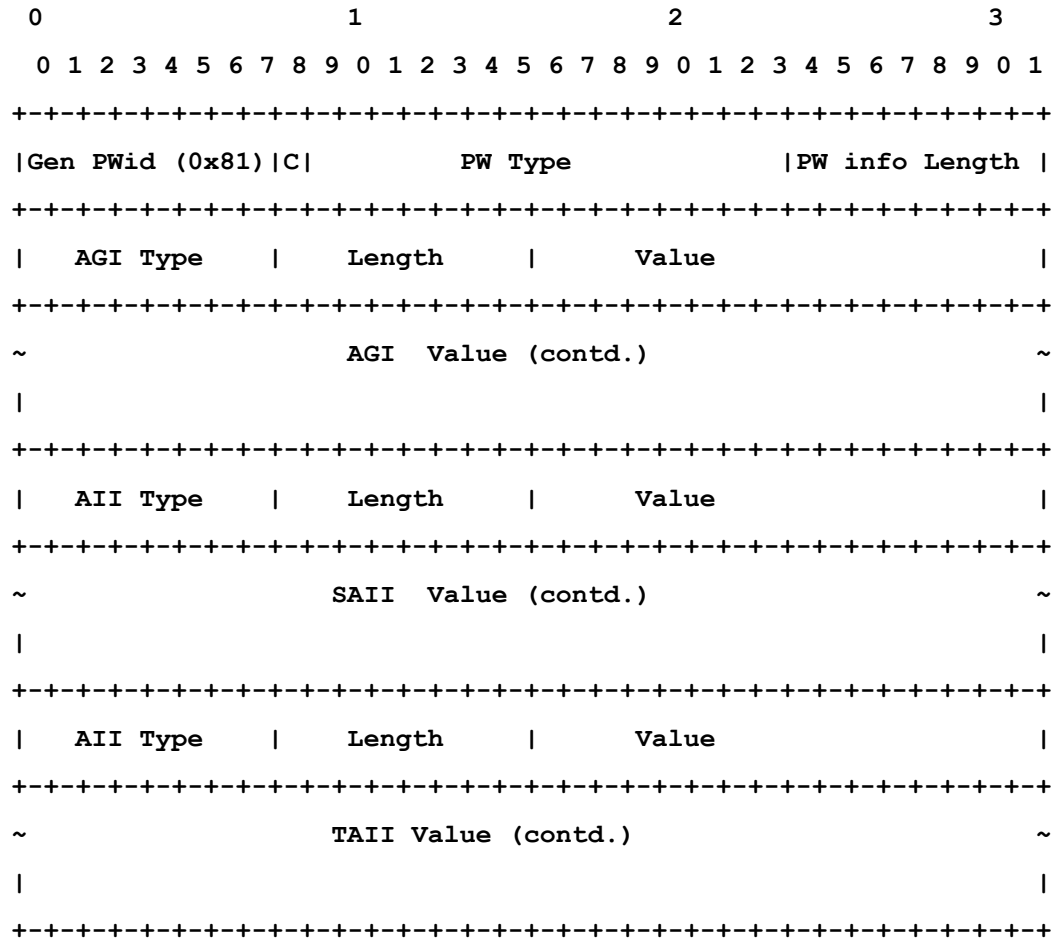 0                   1                   2                   3
 0 1 2 3 4 5 6 7 8 9 0 1 2 3 4 5 6 7 8 9 0 1 2 3 4 5 6 7 8 9 0 1
+-+-+-+-+-+-+-+-+-+-+-+-+-+-+-+-+-+-+-+-+-+-+-+-+-+-+-+-+-+-+-+-+
|Gen PWid (0x81)|C|         PW Type             |PW info Length |
+-+-+-+-+-+-+-+-+-+-+-+-+-+-+-+-+-+-+-+-+-+-+-+-+-+-+-+-+-+-+-+-+
|   AGI Type    |    Length     |      Value                    |
+-+-+-+-+-+-+-+-+-+-+-+-+-+-+-+-+-+-+-+-+-+-+-+-+-+-+-+-+-+-+-+-+
~                    AGI  Value (contd.)                        ~
|                                                               |
+-+-+-+-+-+-+-+-+-+-+-+-+-+-+-+-+-+-+-+-+-+-+-+-+-+-+-+-+-+-+-+-+
|   AII Type    |    Length     |      Value                    |
+-+-+-+-+-+-+-+-+-+-+-+-+-+-+-+-+-+-+-+-+-+-+-+-+-+-+-+-+-+-+-+-+
~                   SAII  Value (contd.)                        ~
|                                                               |
+-+-+-+-+-+-+-+-+-+-+-+-+-+-+-+-+-+-+-+-+-+-+-+-+-+-+-+-+-+-+-+-+
|   AII Type    |    Length     |      Value                    |
+-+-+-+-+-+-+-+-+-+-+-+-+-+-+-+-+-+-+-+-+-+-+-+-+-+-+-+-+-+-+-+-+
~                   TAII Value (contd.)                         ~
|                                                               |
+-+-+-+-+-+-+-+-+-+-+-+-+-+-+-+-+-+-+-+-+-+-+-+-+-+-+-+-+-+-+-+-+